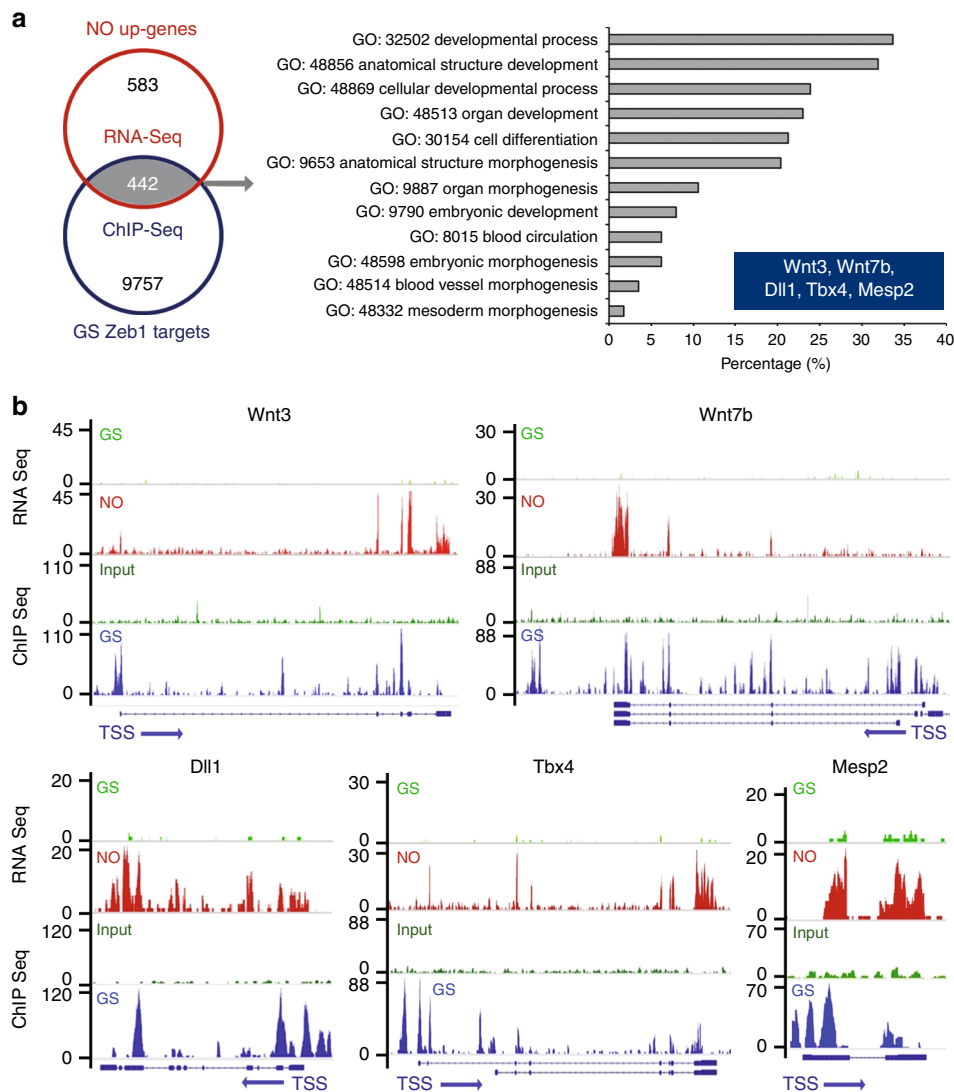 a
NO up-genes
583
RNA-Seq
442
ChIP-Seq
9757
GS Zeb1 targets
GO: 32502 developmental process
GO: 48856 anatomical structure development
GO: 48869 cellular developmental process
GO: 48513 organ development
GO: 30154 cell differentiation
GO: 9653 anatomical structure morphogenesis
GO: 9887 organ morphogenesis
GO: 9790 embryonic development
GO: 8015 blood circulation
GO: 48598 embryonic morphogenesis
GO: 48514 blood vessel morphogenesis
GO: 48332 mesoderm morphogenesis
Wnt3, Wnt7b,
Dll1, Tbx4, Mesp2
0 5 10 15 20 25 30 35 40
Percentage (%)
b
Wnt3
RNA Seq
45
GS
0
45
NO
0
ChIP Seq
110
Input
0
110
GS
0
TSS
Wnt7b
30
GS
0
30
NO
0
88
Input
0
88
GS
0
TSS
Dll1
RNA Seq
20
GS
0
20
NO
0
ChIP Seq
120
Input
0
120
GS
0
TSS
Tbx4
30
GS
0
30
NO
0
88
Input
0
88
GS
0
TSS
Mesp2
20
GS
0
20
NO
0
70
Input
0
70
GS
0
TSS